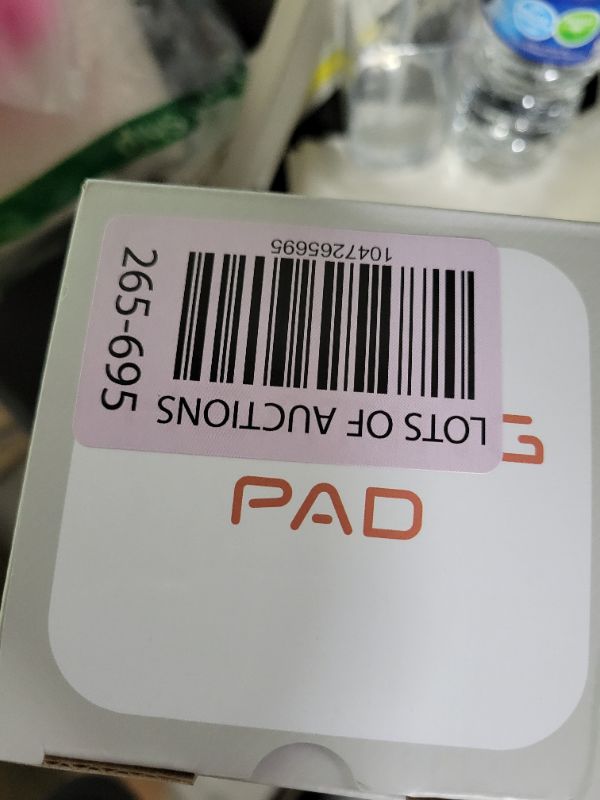 LOTS OF AUCTIONS
1047265695
265-695
G
PAD